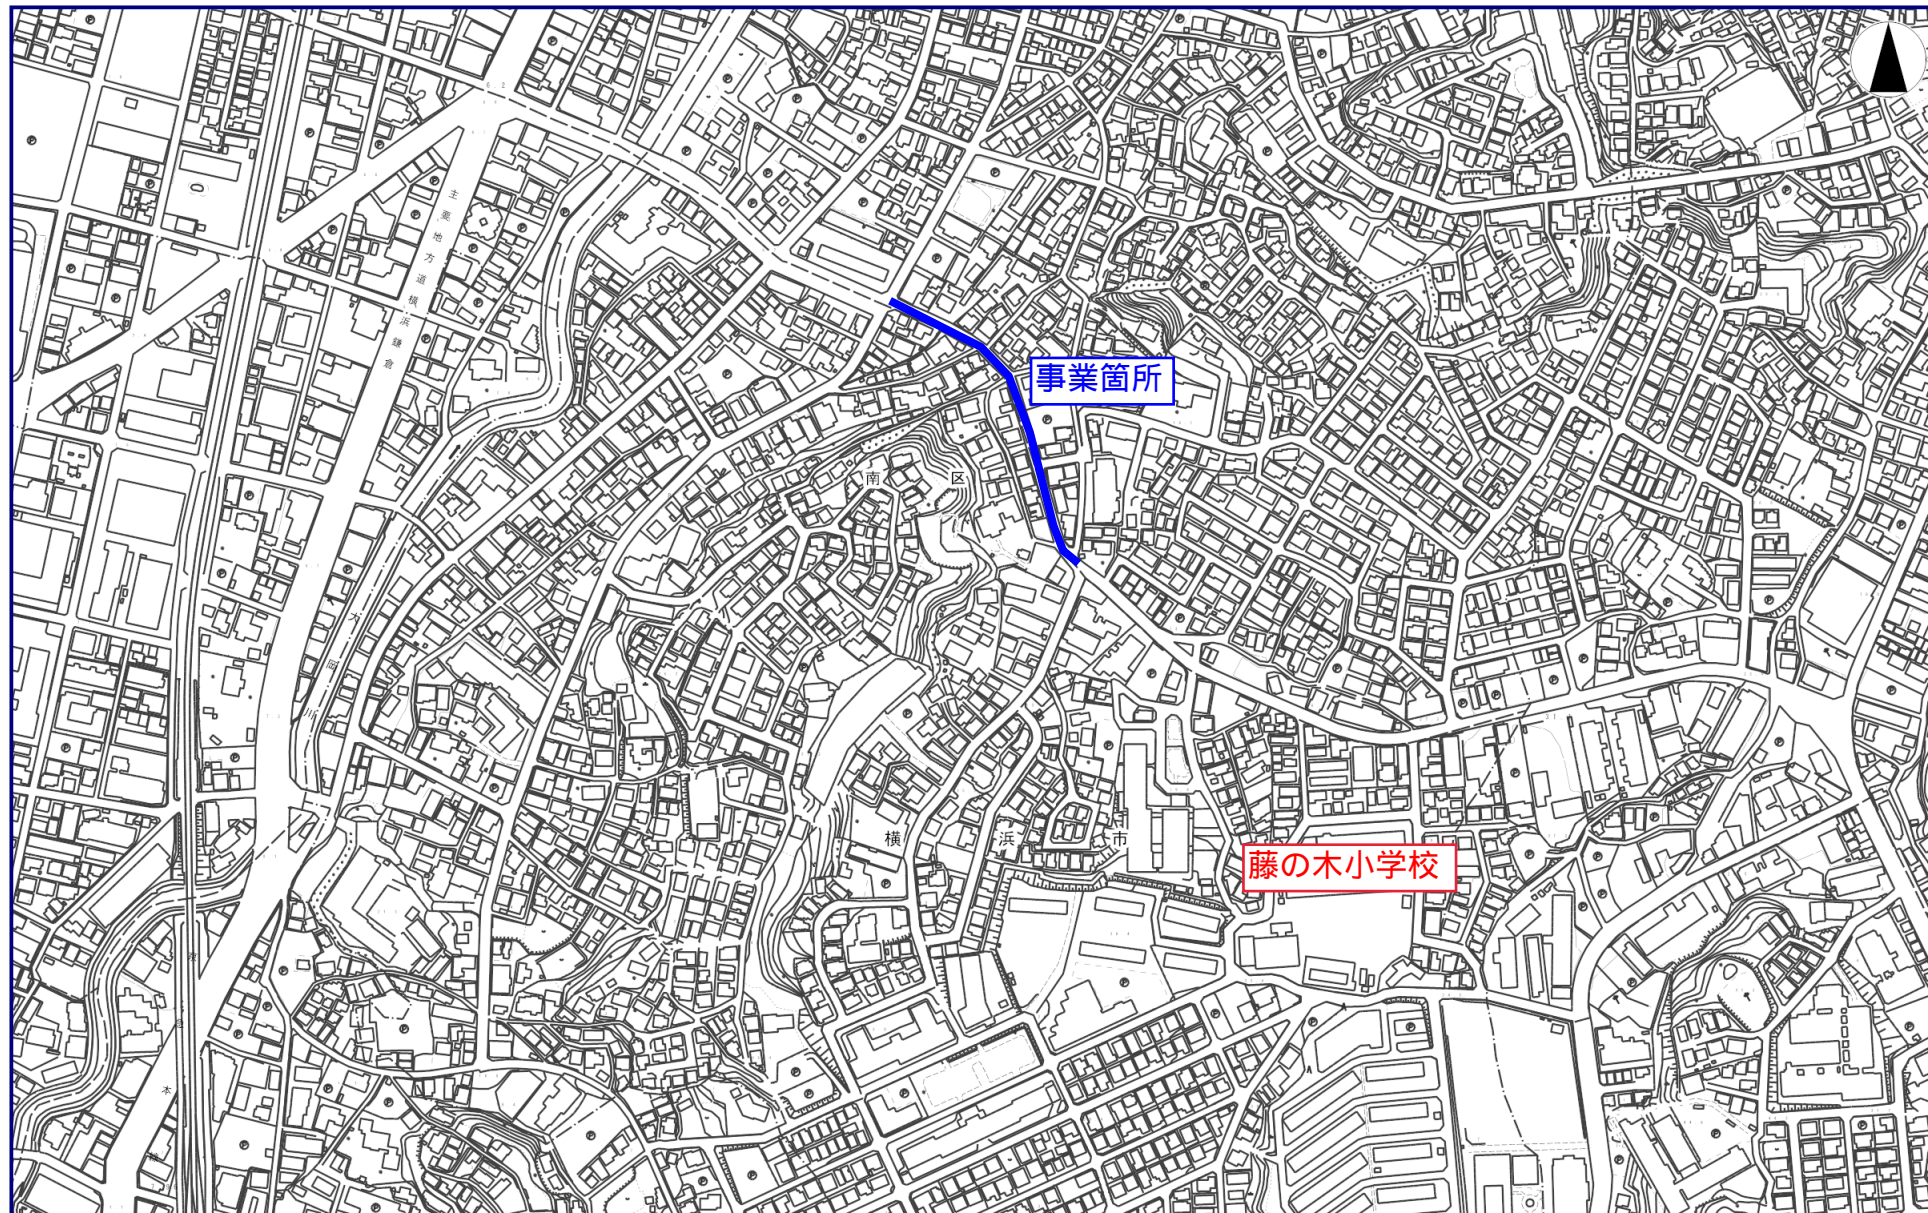 主要地方道横浜鎌倉
事業箇所
南区
大岡川
横浜市
藤の木小学校